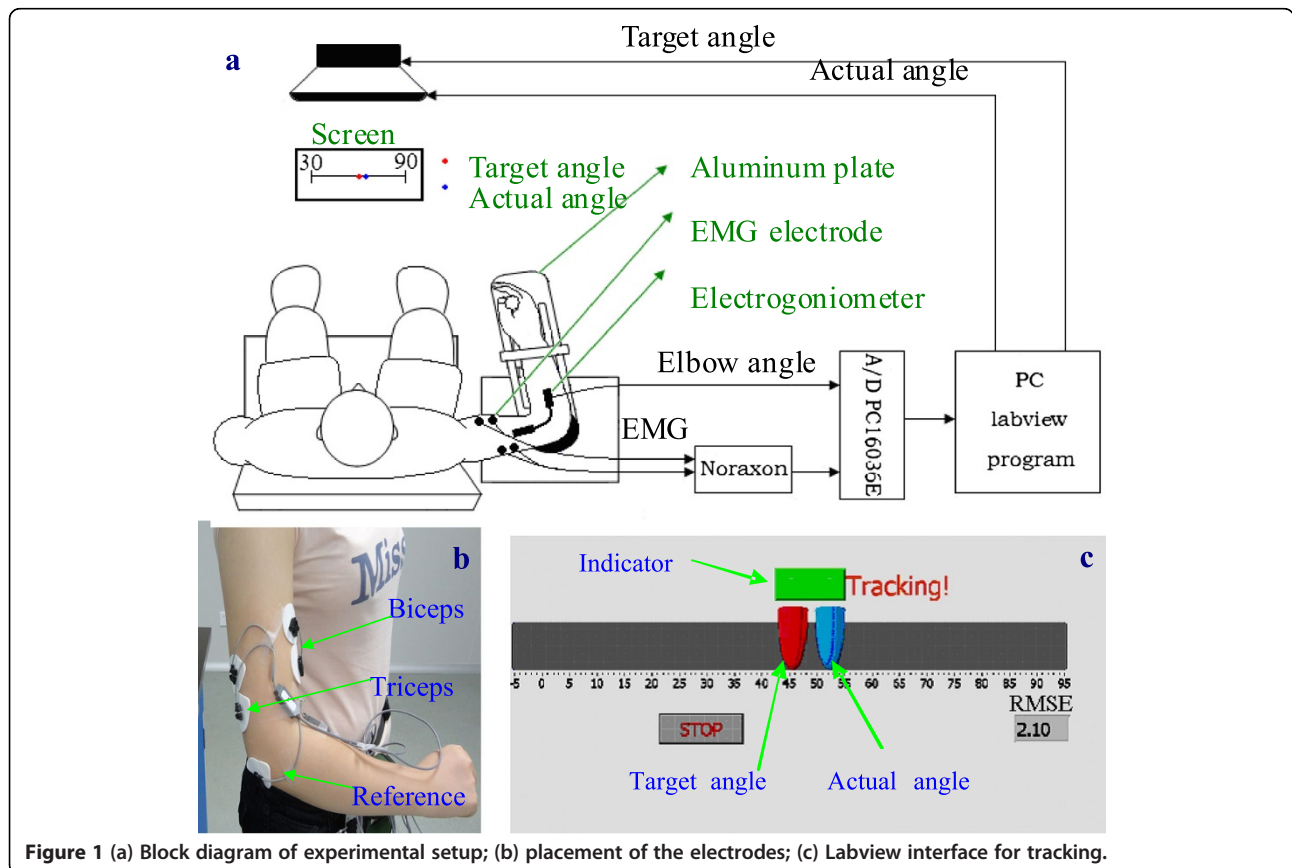 a
Target angle
Actual angle
Screen
30 90
Target angle
Actual angle
Aluminum plate
EMG electrode
Electrogoniometer
Elbow angle
EMG
Noraxon
A/D PC16036E
PC
labview
program
b
Miss
Biceps
Triceps
Reference
c
Indicator
Tracking!
-5 0 5 10 15 20 25 30 35 40 45 50 55 60 65 70 75 80 85 90 95
RMSE
2.10
STOP
Target angle
Actual angle
Figure 1 (a) Block diagram of experimental setup; (b) placement of the electrodes; (c) Labview interface for tracking.